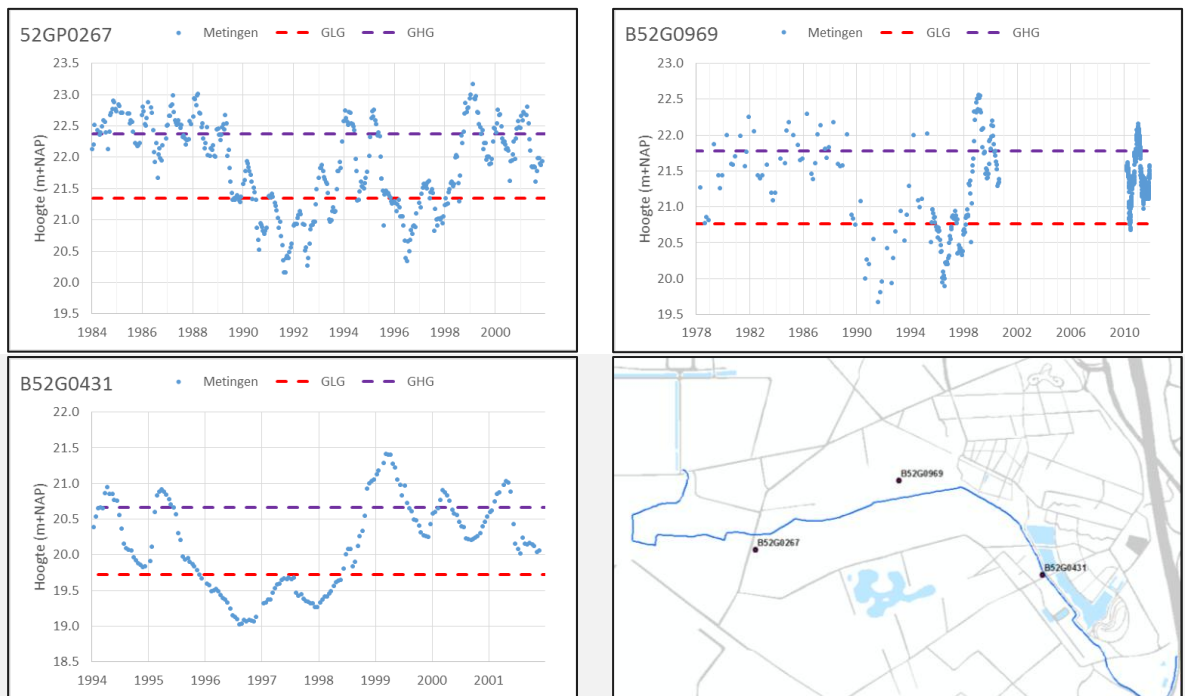 52GP0267 Metingen GLG GHG
Hoogte (m+NAP)
23.5
23.0
22.5
22.0
21.5
21.0
20.5
20.0
19.5
1984 1986 1988 1990 1992 1994 1996 1998 2000
B52G0969 Metingen GLG GHG
Hoogte (m+NAP)
23.0
22.5
22.0
21.5
21.0
20.5
20.0
19.5
1978 1982 1986 1990 1994 1998 2002 2006 2010
B52G0431 Metingen GLG GHG
Hoogte (m+NAP)
22.0
21.5
21.0
20.5
20.0
19.5
19.0
18.5
1994 1995 1996 1997 1998 1999 2000 2001
B52G0969
B52G0267
B52G0431